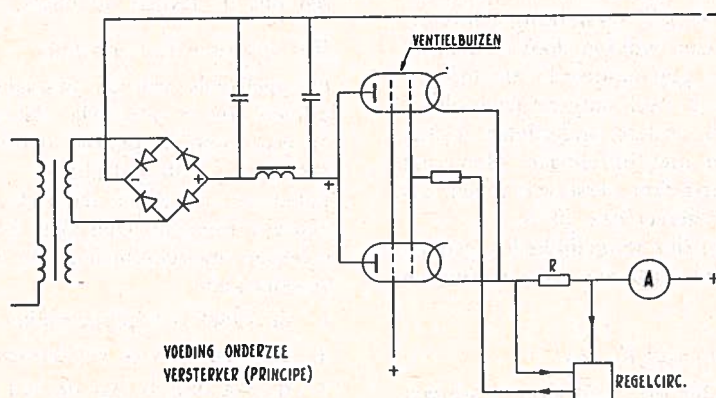 VENTIELBUIZEN
-
+
+
R
A
+
+
VOEDING ONDERZEE
VERSTERKER (PRINCIPE)
REGELCIRC.